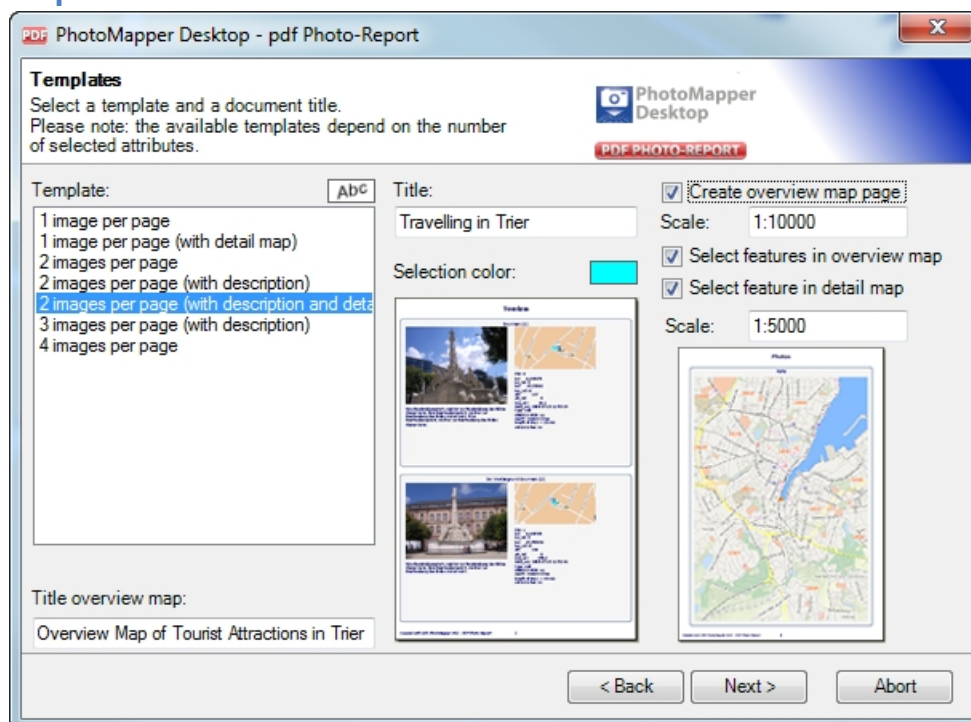 PDF PhotoMapper Desktop - pdf Photo-Report
X
Templates
Select a template and a document title.
Please note: the available templates depend on the number
of selected attributes.
PhotoMapper
Desktop
PDF PHOTO-REPORT
Template:
Abc
1 image per page
1 image per page (with detail map)
2 images per page
2 images per page (with description)
2 images per page (with description and deta
3 images per page (with description)
4 images per page
Title overview map:
Overview Map of Tourist Attractions in Trier
Title:
Travelling in Trier
Selection color:
Create overview map page
Scale: 1:10000
Select features in overview map
Select feature in detail map
Scale: 1:5000
Photos
< Back
Next >
Abort